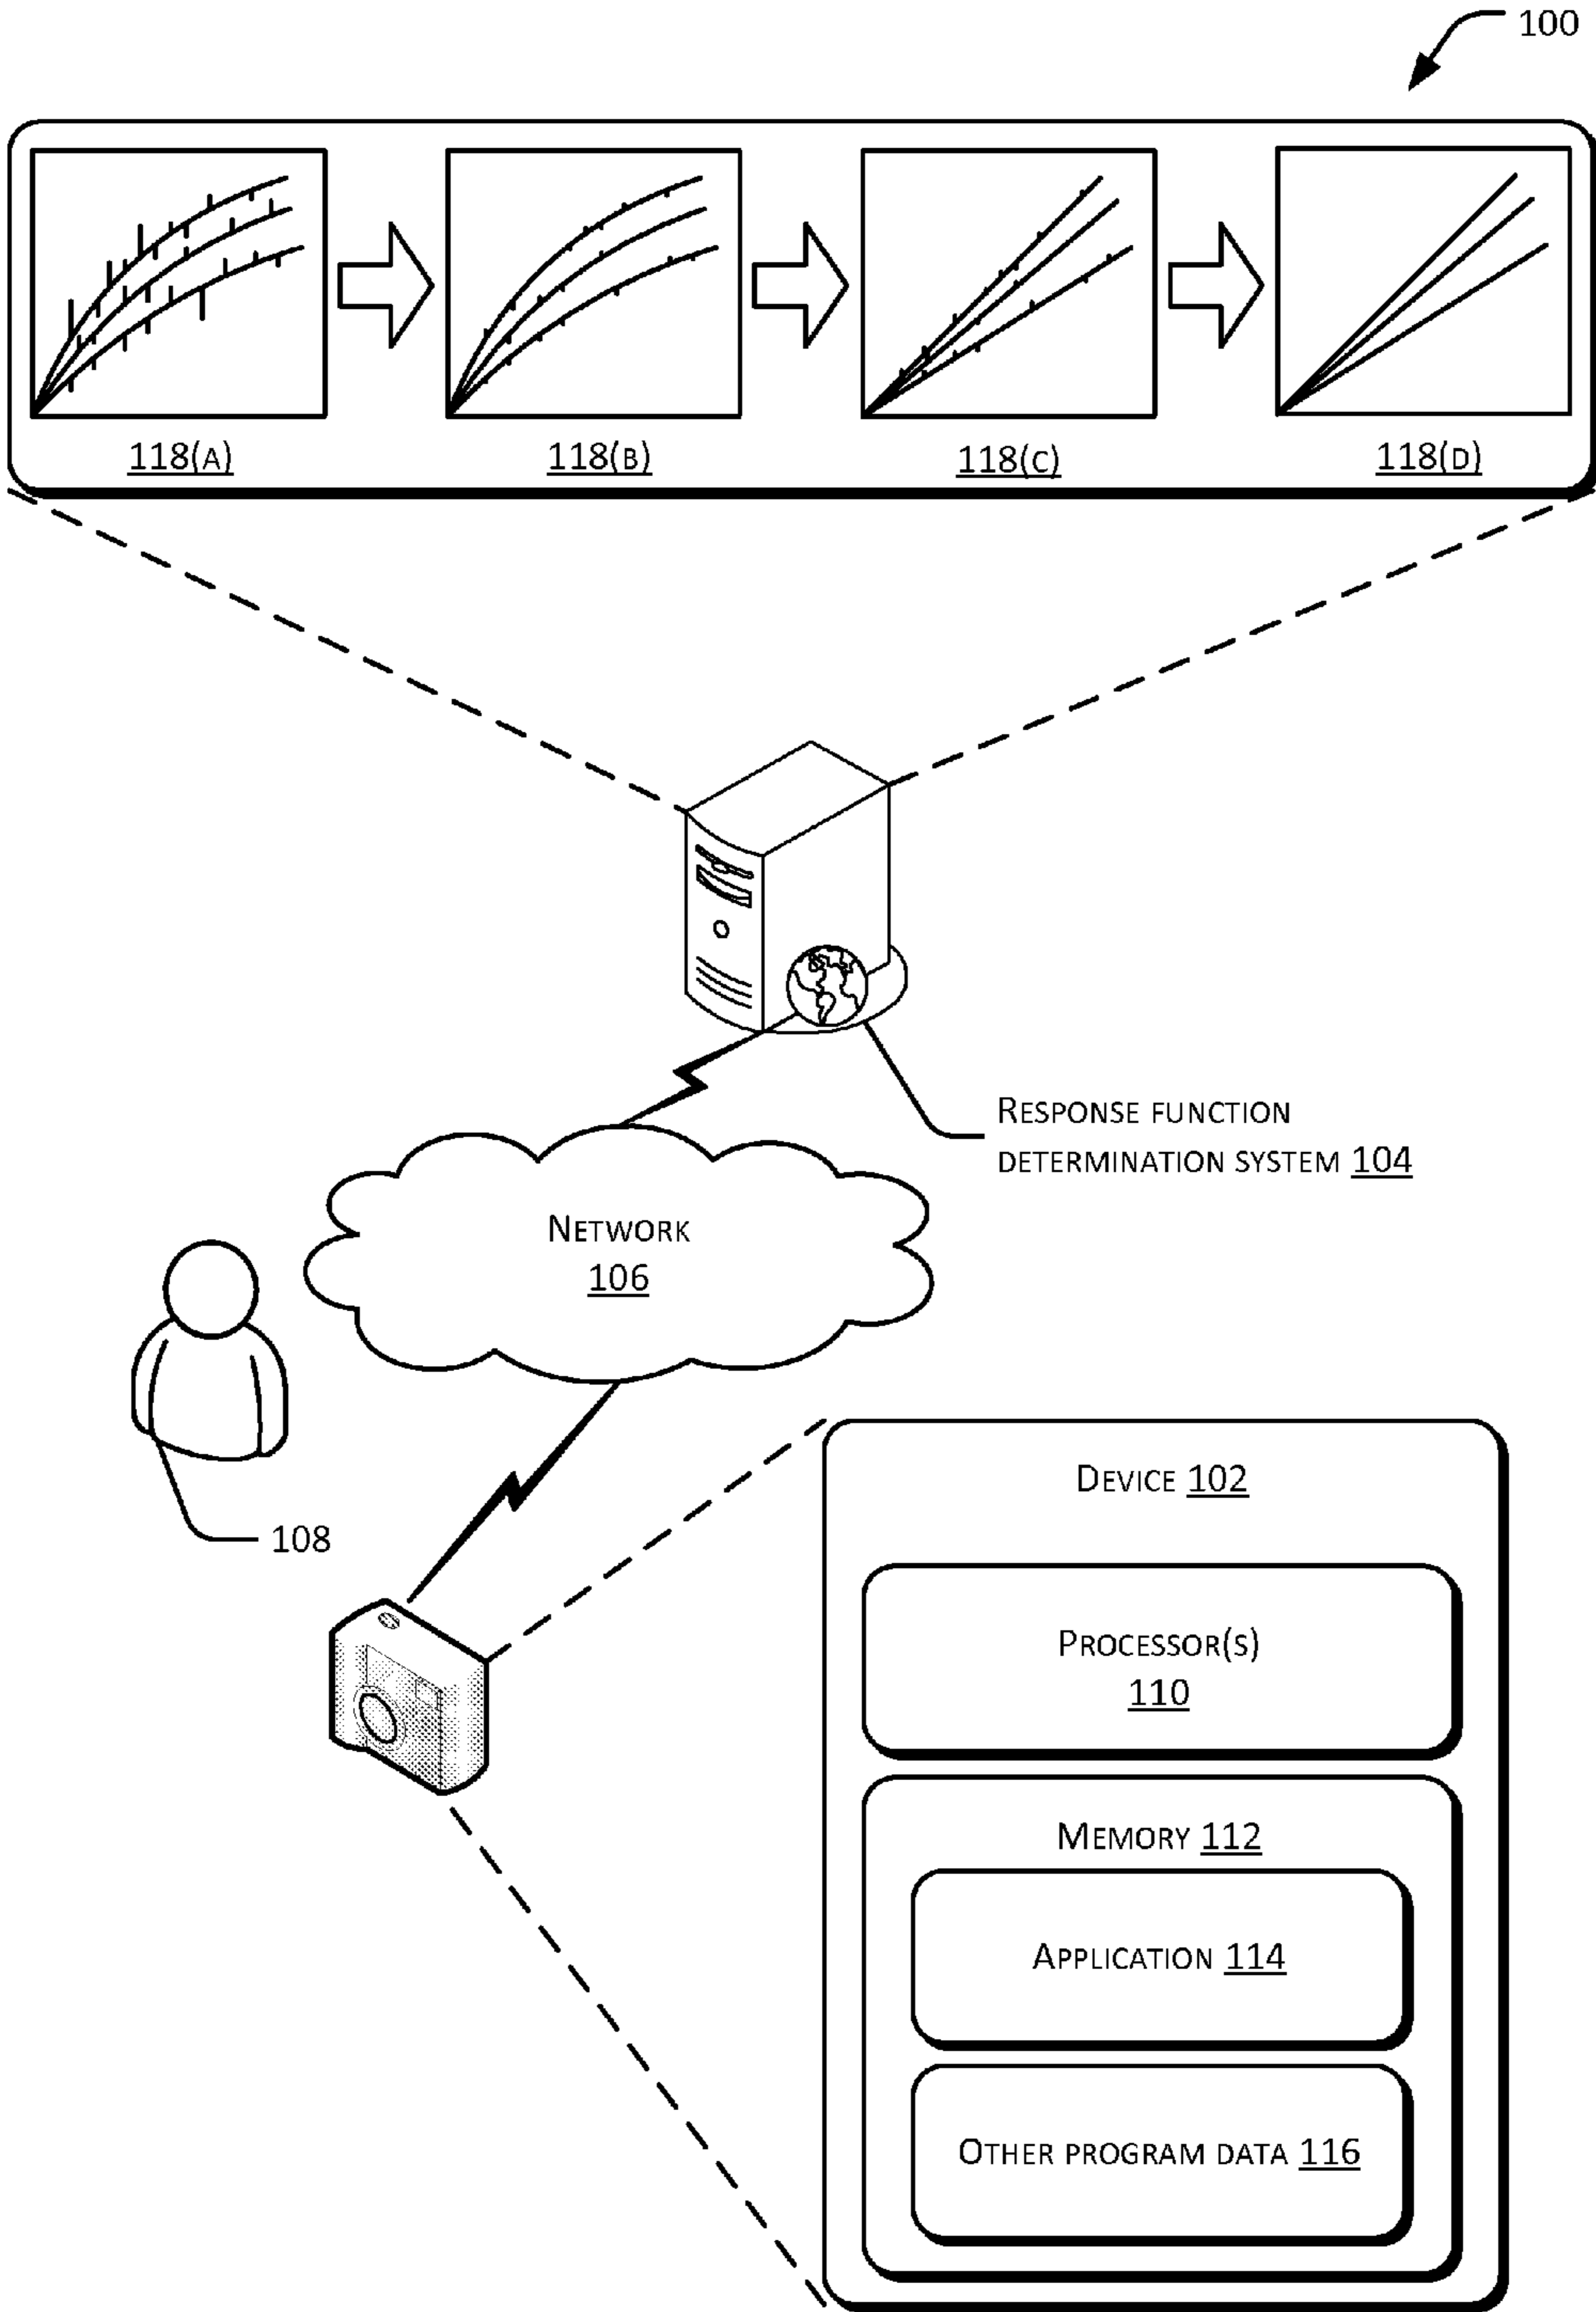 100
118(A)
118(B)
118(C)
118(D)
RESPONSE FUNCTION
DETERMINATION SYSTEM 104
NETWORK
106
108
DEVICE 102
PROCESSOR(S)
110
MEMORY 112
APPLICATION 114
OTHER PROGRAM DATA 116